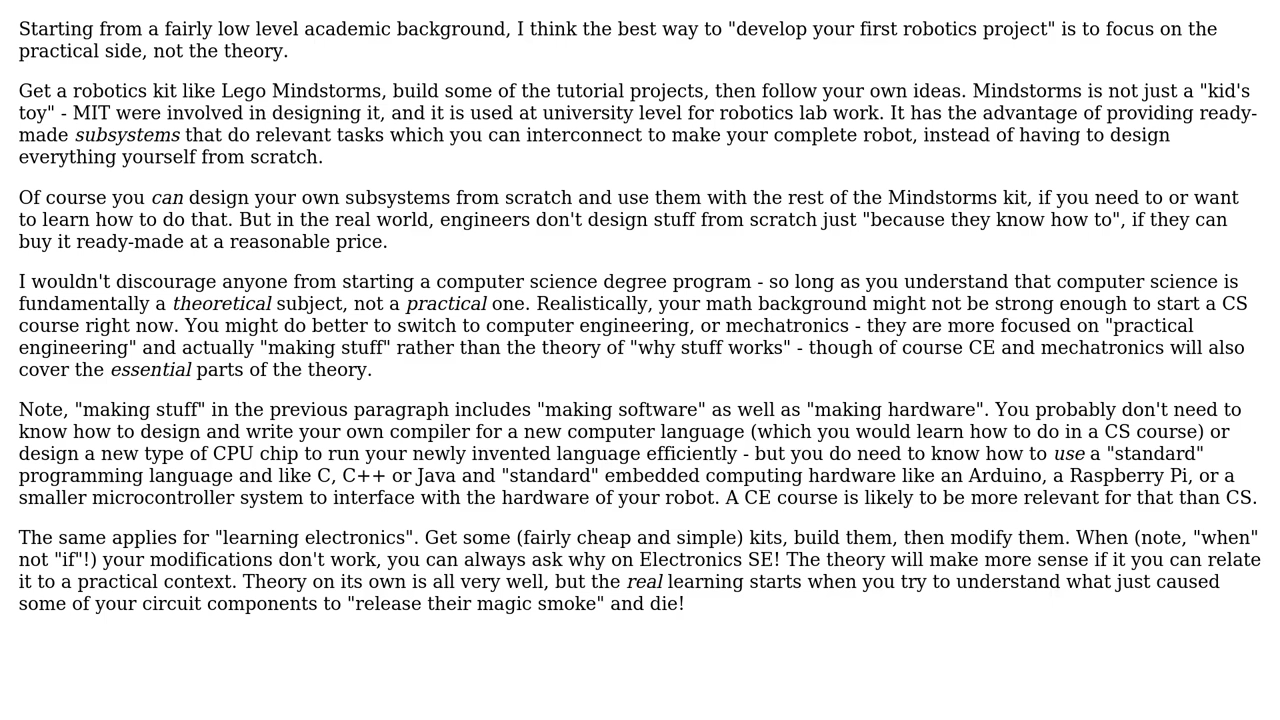 Starting from a fairly low level academic background, I think the best way to "develop your first robotics project" is to focus on the
practical side, not the theory.
Get a robotics kit like Lego Mindstorms, build some of the tutorial projects, then follow your own ideas. Mindstorms is not just a "kid's
toy" - MIT were involved in designing it, and it is used at university level for robotics lab work. It has the advantage of providing ready-
made subsystems that do relevant tasks which you can interconnect to make your complete robot, instead of having to design
everything yourself from scratch.
Of course you can design your own subsystems from scratch and use them with the rest of the Mindstorms kit, if you need to or want
to learn how to do that. But in the real world, engineers don't design stuff from scratch just "because they know how to", if they can
buy it ready-made at a reasonable price.
I wouldn't discourage anyone from starting a computer science degree program - so long as you understand that computer science is
fundamentally a theoretical subject, not a practical one. Realistically, your math background might not be strong enough to start a CS
course right now. You might do better to switch to computer engineering, or mechatronics - they are more focused on "practical
engineering" and actually "making stuff" rather than the theory of "why stuff works" - though of course CE and mechatronics will also
cover the essential parts of the theory.
Note, "making stuff" in the previous paragraph includes "making software" as well as "making hardware". You probably don't need to
know how to design and write your own compiler for a new computer language (which you would learn how to do in a CS course) or
design a new type of CPU chip to run your newly invented language efficiently - but you do need to know how to use a "standard"
programming language and like C, C++ or Java and "standard" embedded computing hardware like an Arduino, a Raspberry Pi, or a
smaller microcontroller system to interface with the hardware of your robot. A CE course is likely to be more relevant for that than CS.
The same applies for "learning electronics". Get some (fairly cheap and simple) kits, build them, then modify them. When (note, "when"
not "if"!) your modifications don't work, you can always ask why on Electronics SE! The theory will make more sense if it you can relate
it to a practical context. Theory on its own is all very well, but the real learning starts when you try to understand what just caused
some of your circuit components to "release their magic smoke" and die!